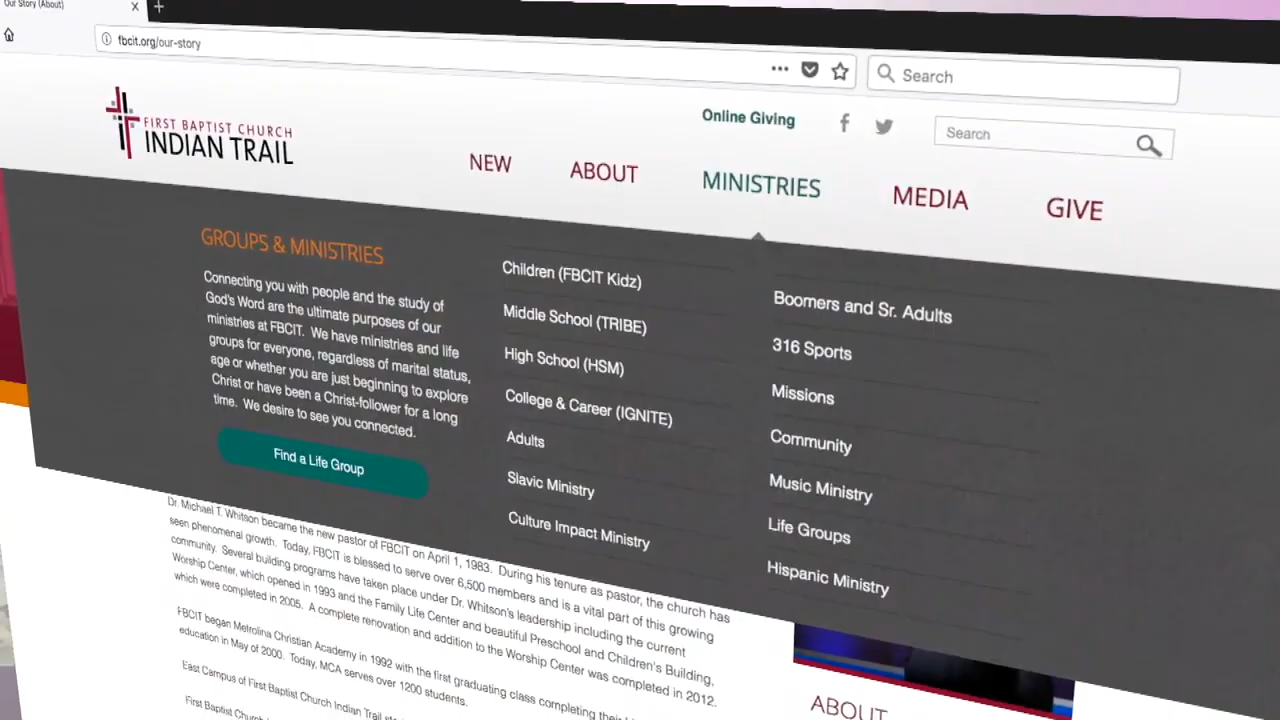 Our Story (About)
fbcit.org/our-story
Search
Online Giving
Search
FIRST BAPTIST CHURCH
INDIAN TRAIL
NEW
ABOUT
MINISTRIES
MEDIA
GIVE
GROUPS & MINISTRIES
Connecting you with people and the study of
God's Word are the ultimate purposes of our
ministries at FBCIT. We have ministries and life
groups for everyone, regardless of marital status,
age or whether you are just beginning to explore
Christ or have been a Christ-follower for a long
time. We desire to see you connected.
Find a Life Group
Children (FBCIT Kidz)
Middle School (TRIBE)
High School (HSM)
College & Career (IGNITE)
Adults
Slavic Ministry
Culture Impact Ministry
Boomers and Sr. Adults
316 Sports
Missions
Community
Music Ministry
Life Groups
Hispanic Ministry
Dr. Michael T. Whitson became the new pastor of FBCIT on April 1, 1983. During his tenure as pastor, the church has
seen phenomenal growth. Today, FBCIT is blessed to serve over 6,500 members and is a vital part of this growing
community. Several building programs have taken place under Dr. Whitson's leadership including the current
Worship Center, which opened in 1993 and the Family Life Center and beautiful Preschool and Children's Building,
which were completed in 2005. A complete renovation and addition to the Worship Center was completed in 2012.
FBCIT began Metrolina Christian Academy in 1992 with the first graduating class completing their
education in May of 2000. Today, MCA serves over 1200 students.
East Campus of First Baptist Church Indian Trail
First Baptist Church
ABOUT